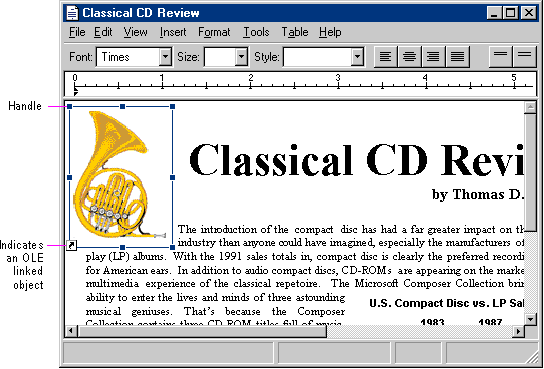 Classical CD Review
File Edit View Insert Format Tools Table Help
Font: Times Size: Style:
0 1 2 3 4 5
Handle
Classical CD Revi
by Thomas D.
The introduction of the compact disc has had a far greater impact on th
industry than anyone could have imagined, especially the manufacturers of
Indicates
an OLE
linked
object
play (LP) albums. With the 1991 sales totals in, compact disc is clearly the preferred recordi
for American ears. In addition to audio compact discs, CD-ROMs are appearing on the marke
multimedia experience of the classical repetoire. The Microsoft Composer Collection brin
ability to enter the lives and minds of three astounding
musical geniuses. That's because the Composer
Collection contains three CD-ROM titles full of music
U.S. Compact Disc vs. LP Sal
1983 1987